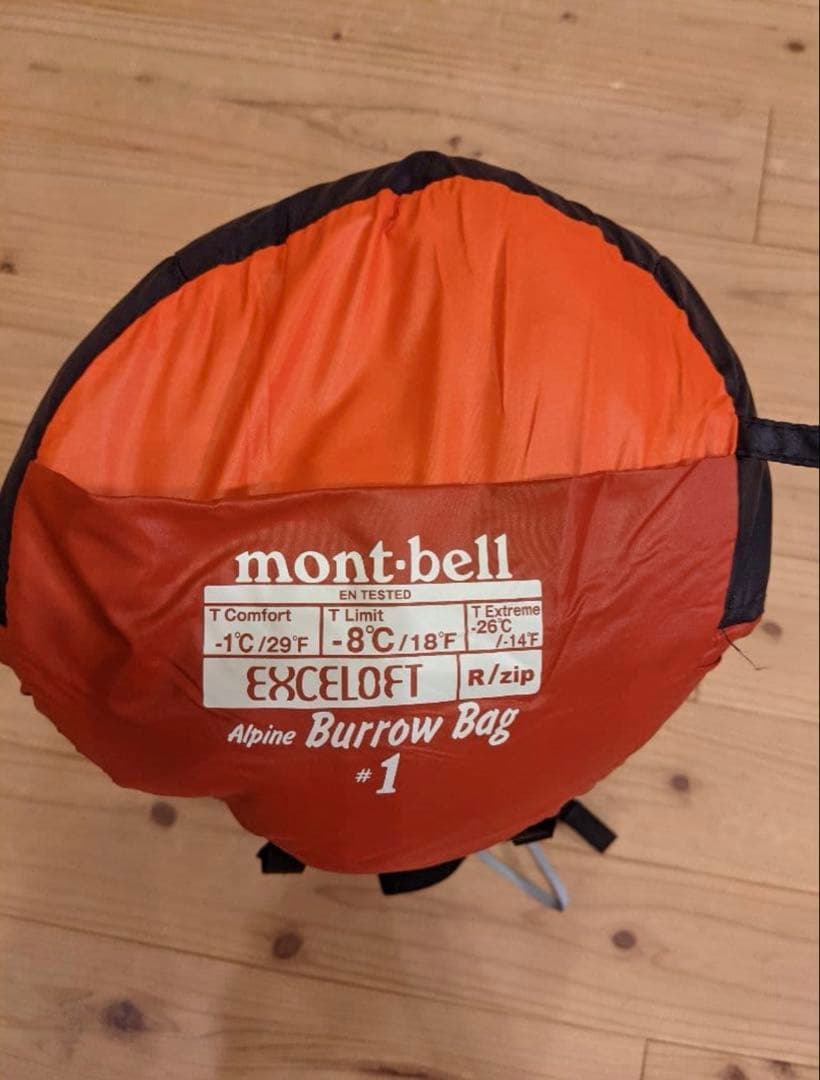 mont·bell
EN TESTED
T Comfort
-1℃/29°F
T Limit
-8℃/18°F
T Extreme
-26℃
/-14°F
EXCELOFT
R/zip
Alpine Burrow Bag
#1